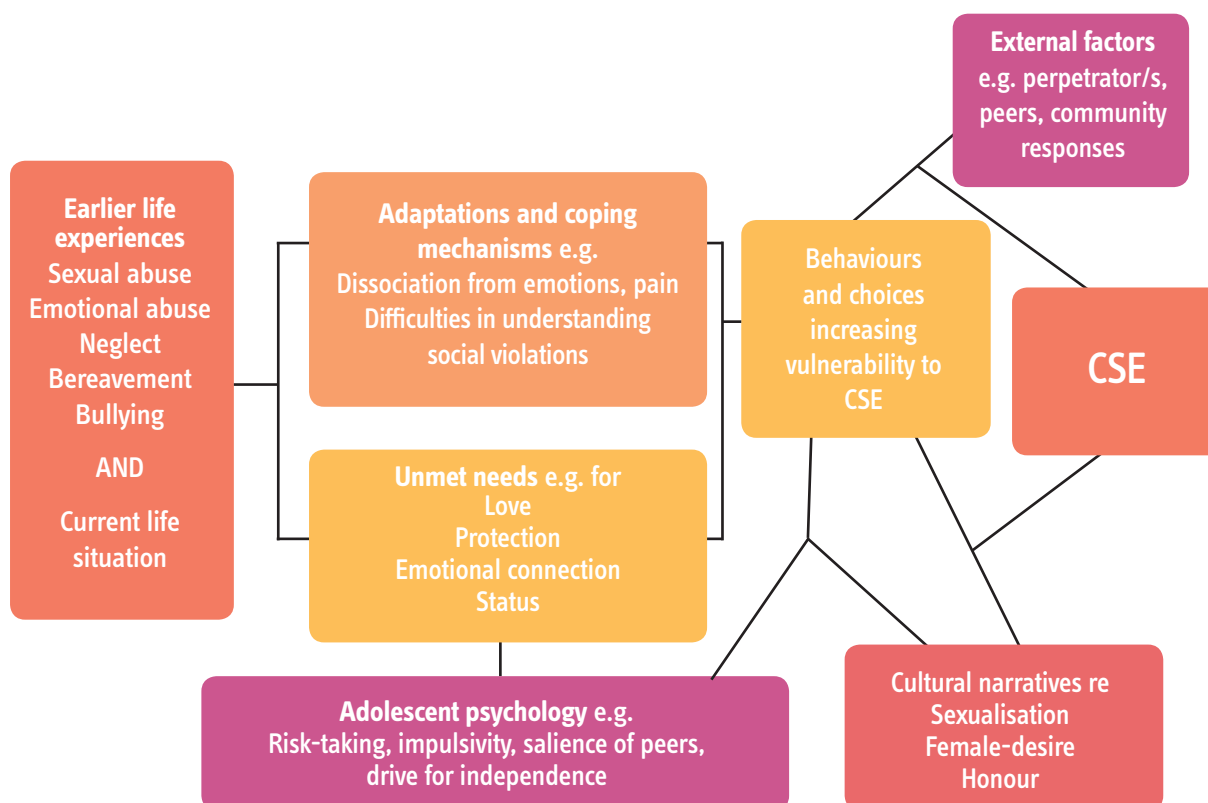 External factors
e.g. perpetrator/s,
peers, community
responses
Earlier life
experiences
Sexual abuse
Emotional abuse
Neglect
Bereavement
Bullying
AND
Current life
situation
Adaptations and coping
mechanisms e.g.
Dissociation from emotions, pain
Difficulties in understanding
social violations
Unmet needs e.g. for
Love
Protection
Emotional connection
Status
Adolescent psychology e.g.
Risk-taking, impulsivity, salience of peers,
drive for independence
Behaviours
and choices
increasing
vulnerability to
CSE
CSE
Cultural narratives re
Sexualisation
Female-desire
Honour